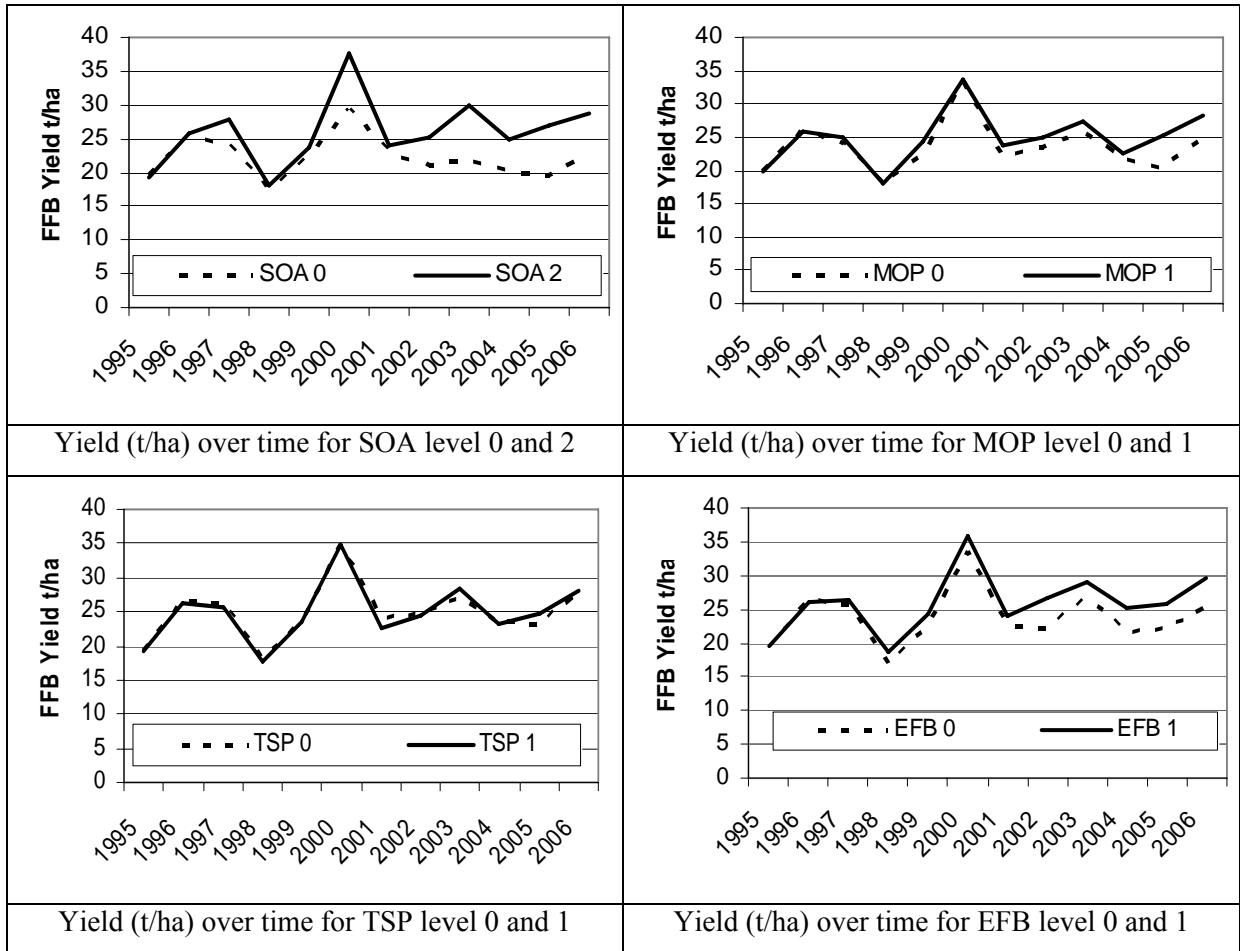 FFB Yield t/ha
40
35
30
25
20
15
10
5
0
SOA 0 SOA 2
1995 1996 1997 1998 1999 2000 2001 2002 2003 2004 2005 2006
Yield (t/ha) over time for SOA level 0 and 2
FFB Yield t/ha
40
35
30
25
20
15
10
5
0
MOP 0 MOP 1
1995 1996 1997 1998 1999 2000 2001 2002 2003 2004 2005 2006
Yield (t/ha) over time for MOP level 0 and 1
FFB Yield t/ha
40
35
30
25
20
15
10
5
0
TSP 0 TSP 1
1995 1996 1997 1998 1999 2000 2001 2002 2003 2004 2005 2006
Yield (t/ha) over time for TSP level 0 and 1
FFB Yield t/ha
40
35
30
25
20
15
10
5
0
EFB 0 EFB 1
1995 1996 1997 1998 1999 2000 2001 2002 2003 2004 2005 2006
Yield (t/ha) over time for EFB level 0 and 1